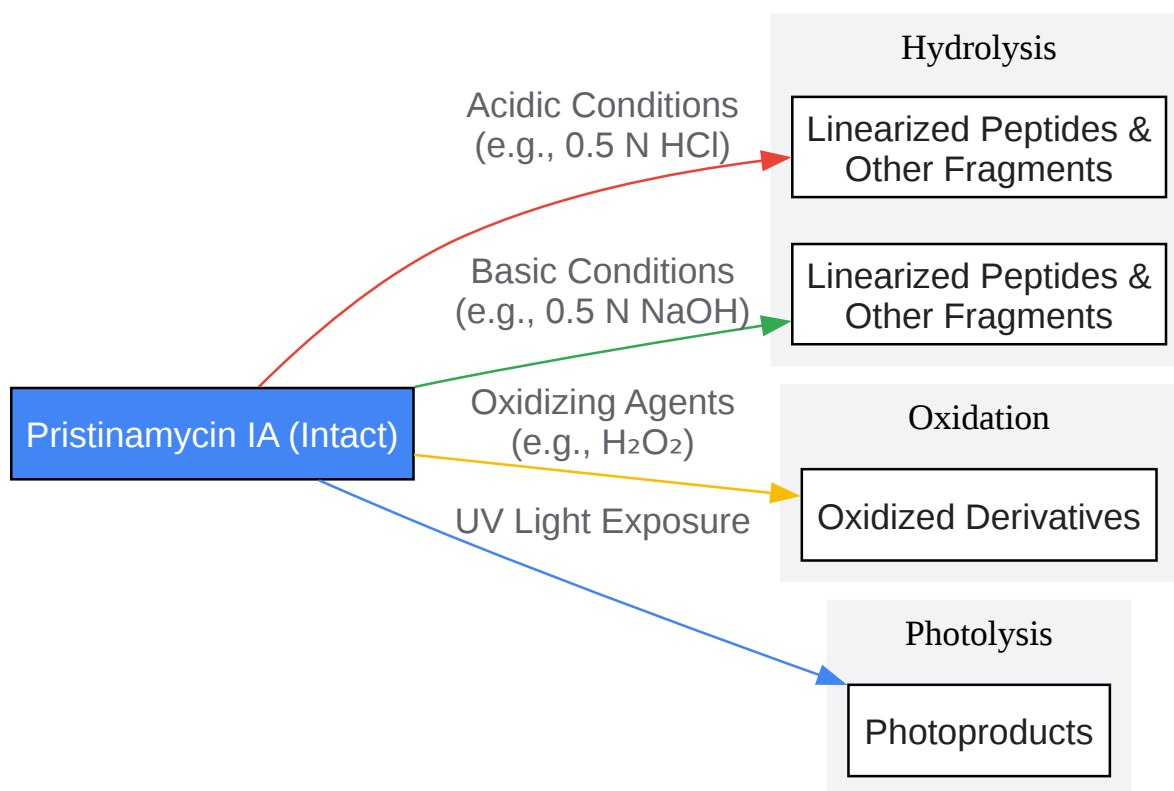 Hydrolysis
Acidic Conditions
(e.g., 0.5 N HCl)
Linearized Peptides &
Other Fragments
Basic Conditions
(e.g., 0.5 N NaOH)
Linearized Peptides &
Other Fragments
Pristinamycin IA (Intact)
Oxidizing Agents
(e.g., H₂O₂)
Oxidation
Oxidized Derivatives
UV Light Exposure
Photolysis
Photoproducts